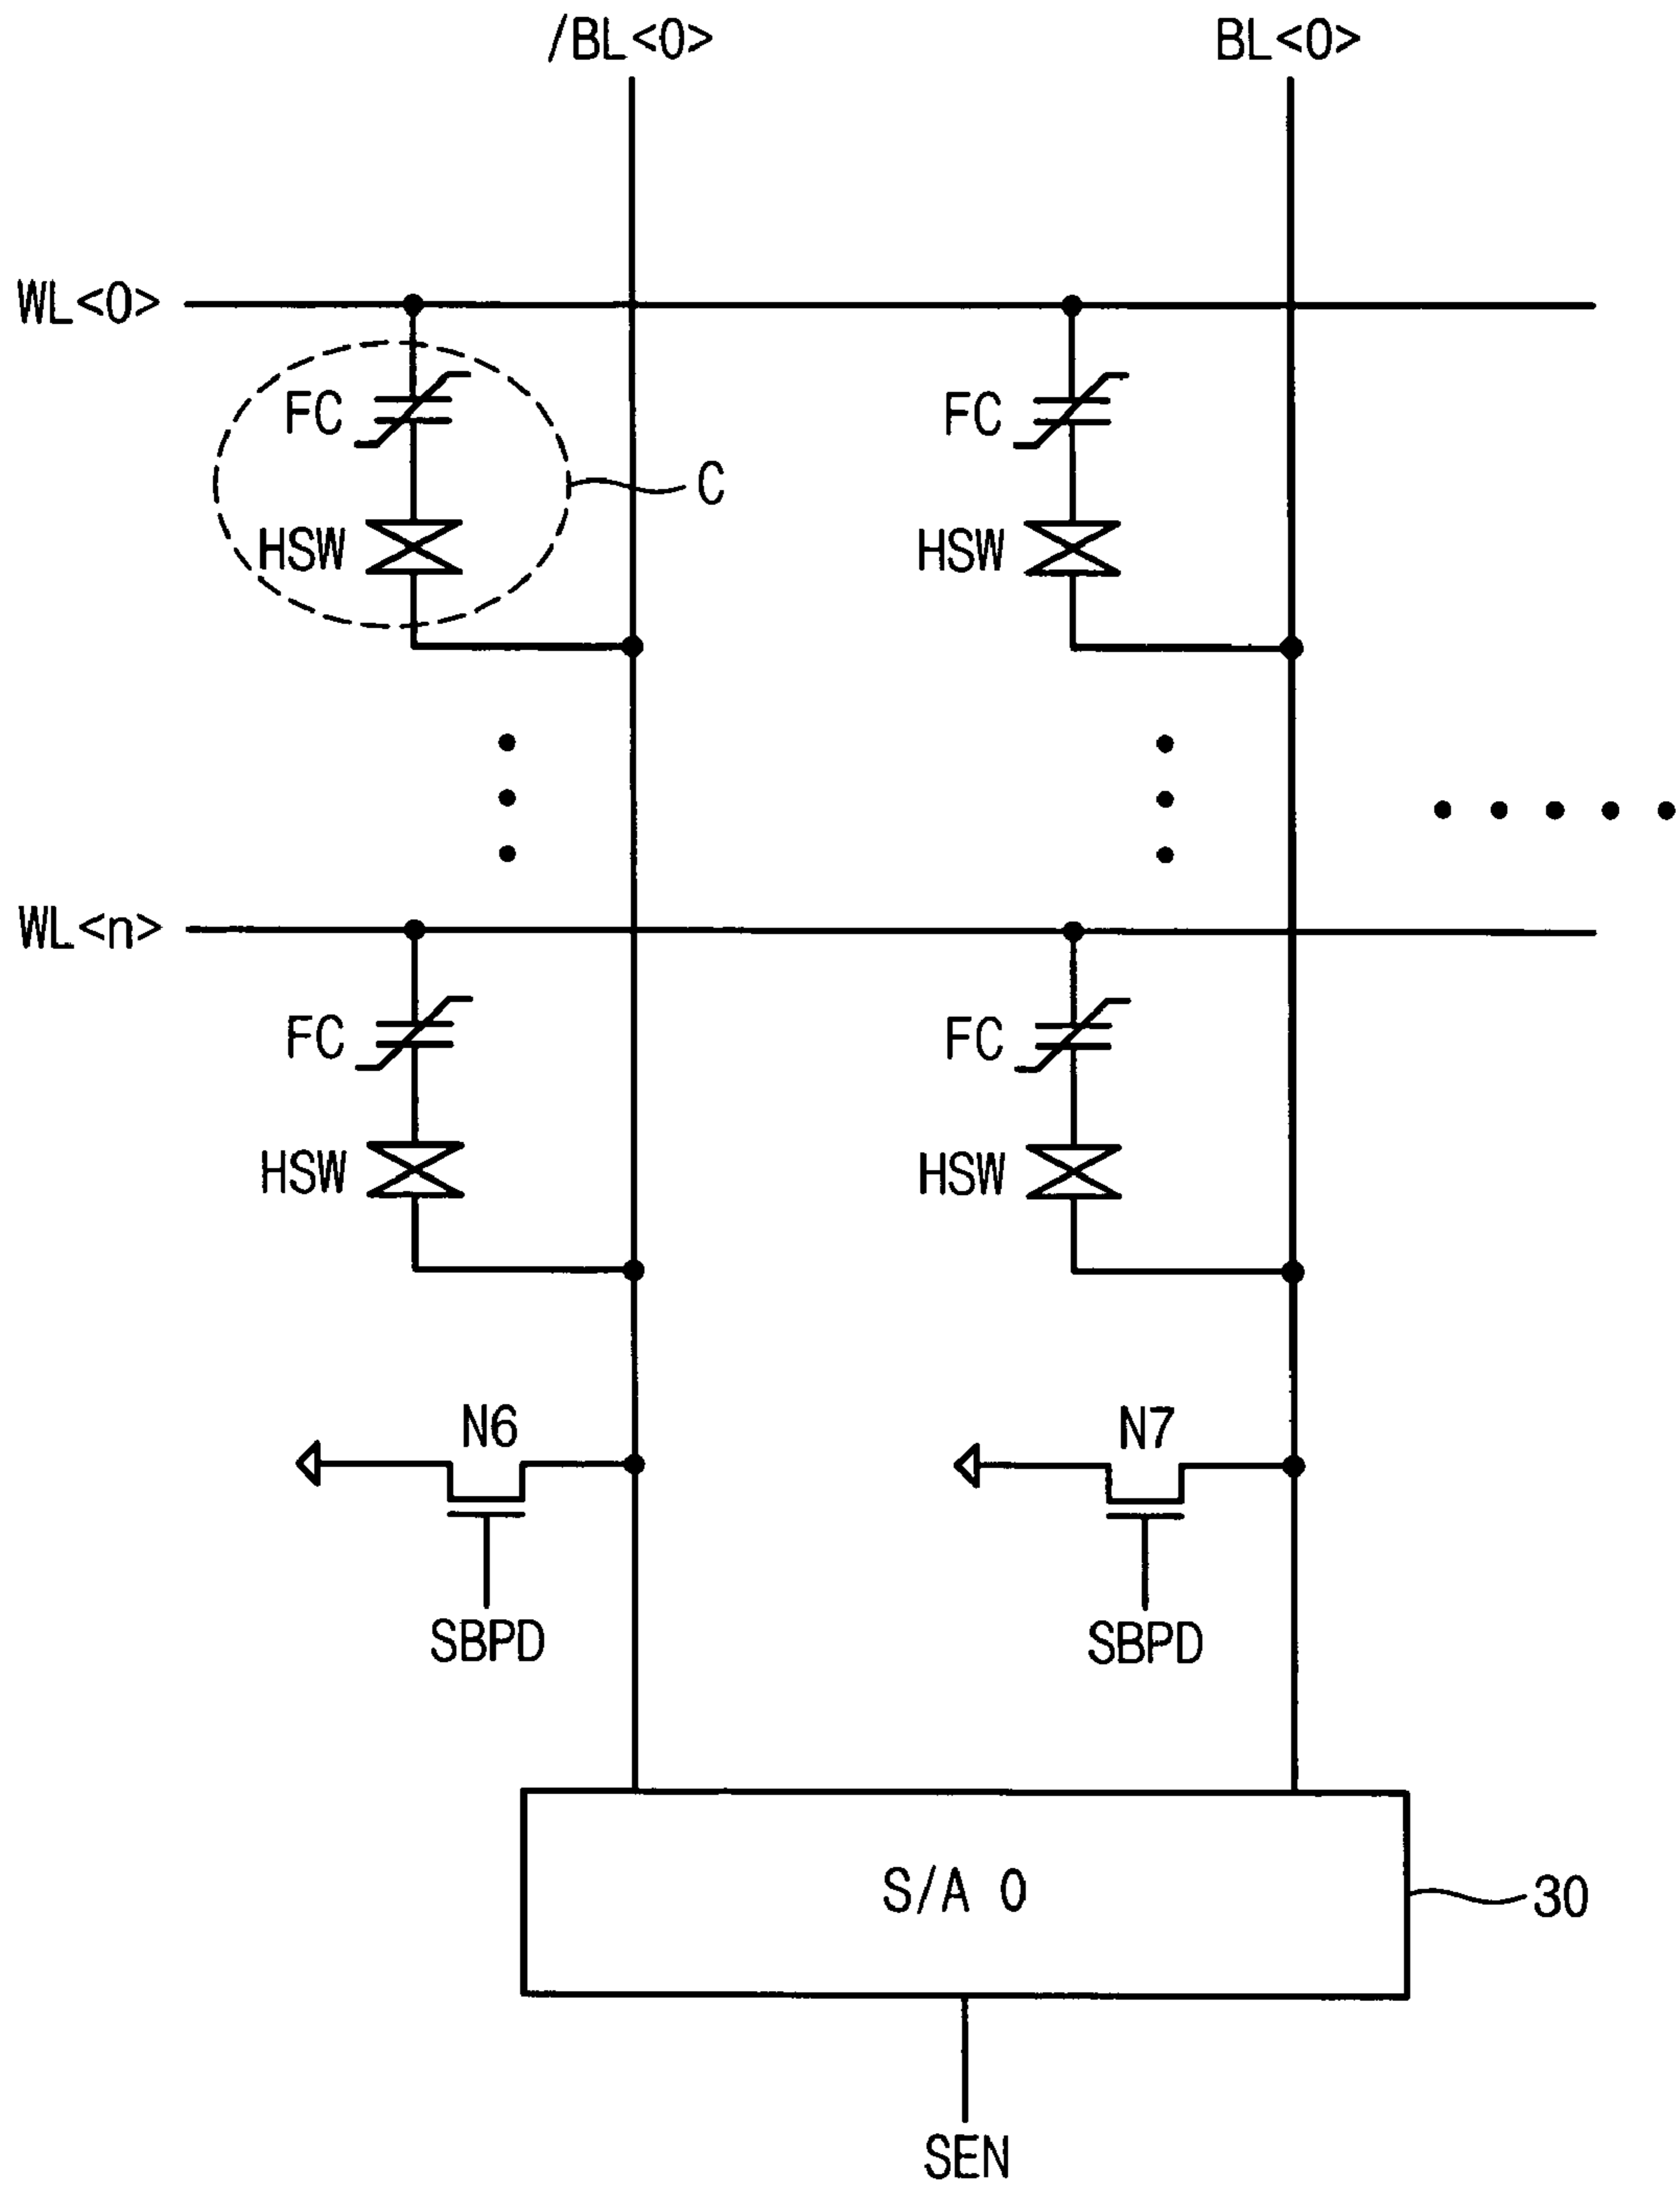 /BL<0> BL<0>
WL<0>
FC FC
C
HSW HSW
WL<n>
FC FC
HSW HSW
N6 N7
SBPD SBPD
S/A 0
30
SEN